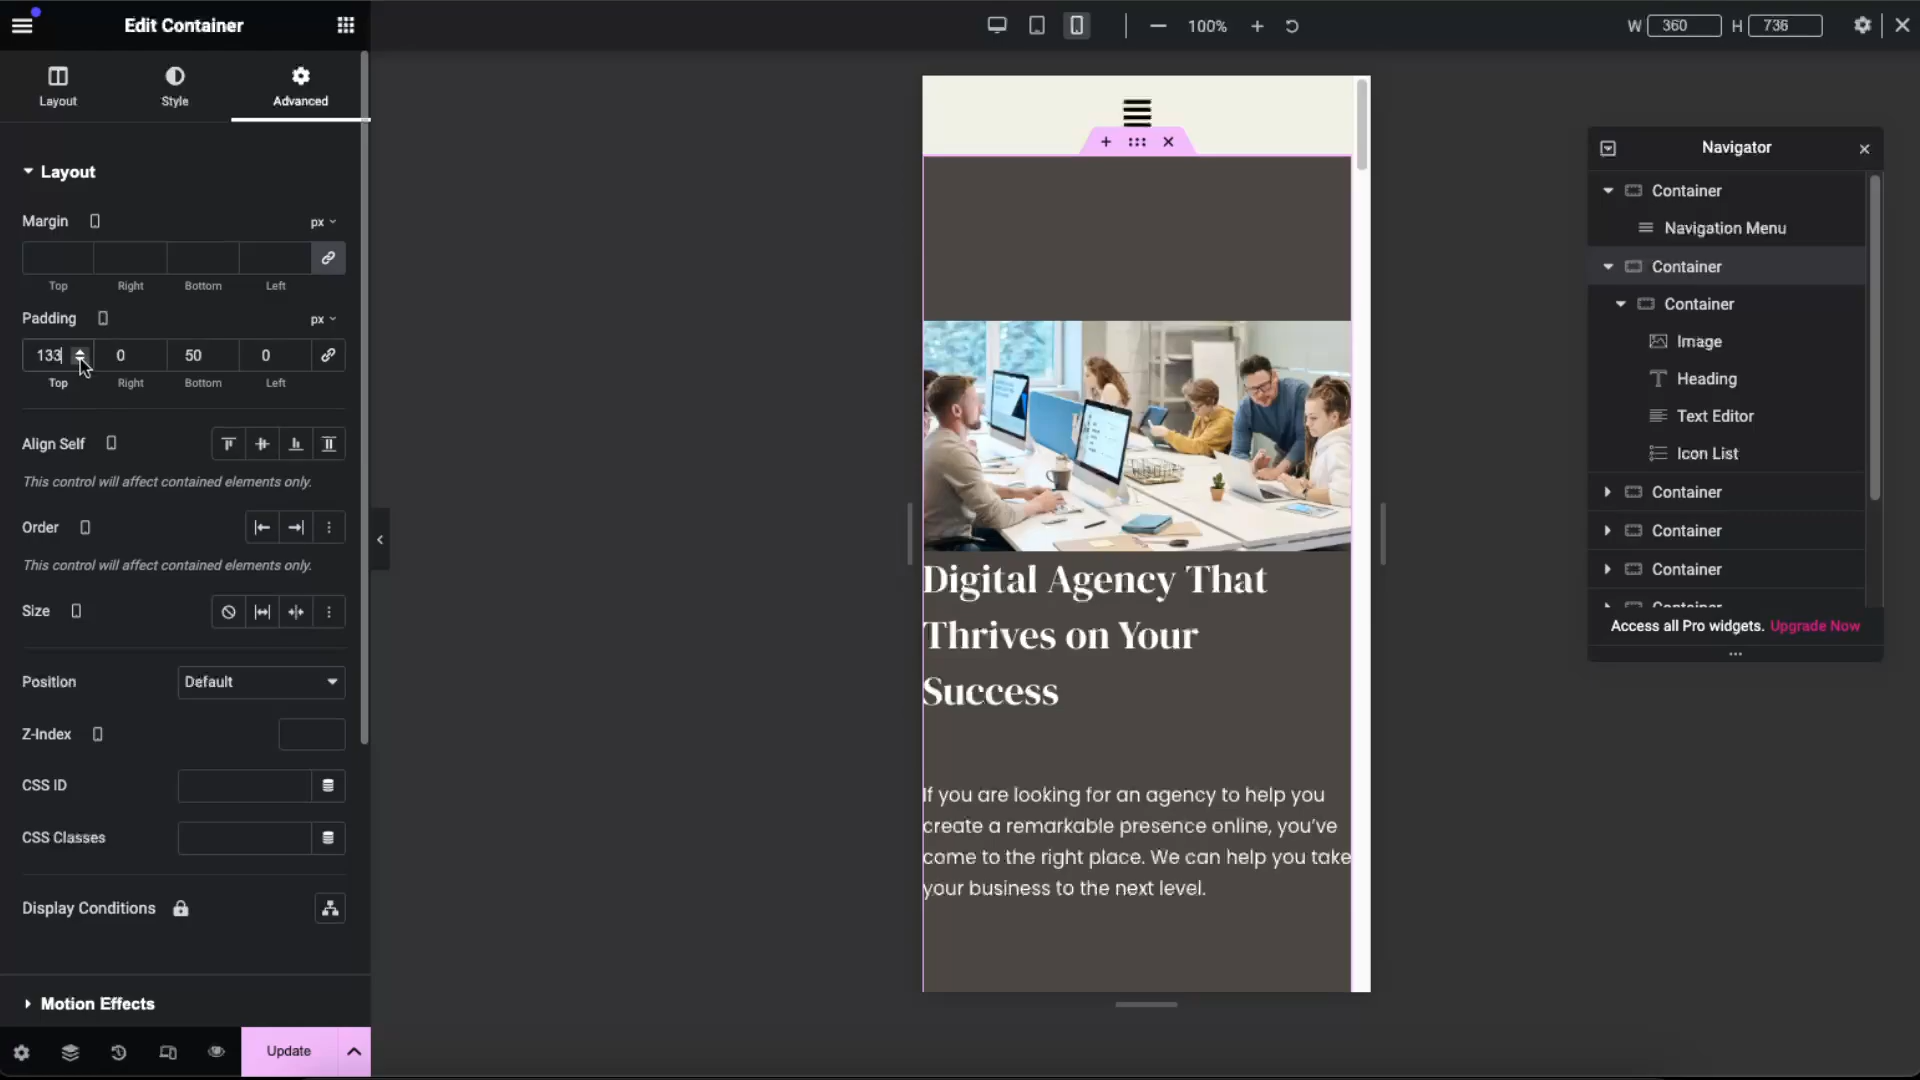 Edit Container
100%
W 360 H 736
Layout Style Advanced
Layout
Margin px
Top Right Bottom Left
Padding px
133 0 50 0
Top Right Bottom Left
Align Self
This control will affect contained elements only.
Order
This control will affect contained elements only.
Size
Position Default
Z-Index
CSS ID
CSS Classes
Display Conditions
Motion Effects
Update
Digital Agency That
Thrives on Your
Success
If you are looking for an agency to help you
create a remarkable presence online, you’ve
come to the right place. We can help you take
your business to the next level.
Navigator
Container
Navigation Menu
Container
Container
Image
Heading
Text Editor
Icon List
Container
Container
Container
Container
Access all Pro widgets. Upgrade Now